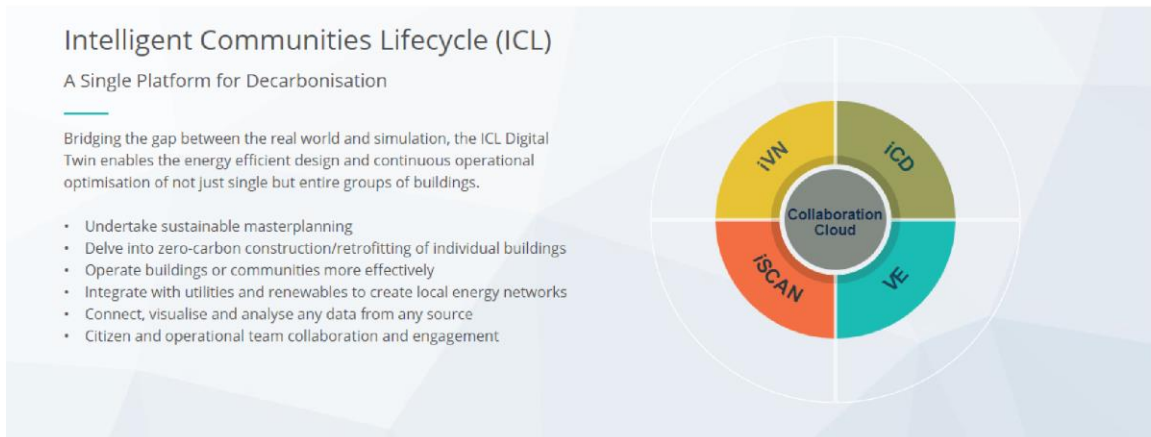 Intelligent Communities Lifecycle (ICL)
A Single Platform for Decarbonisation
Bridging the gap between the real world and simulation, the ICL Digital
Twin enables the energy efficient design and continuous operational
optimisation of not just single but entire groups of buildings.
• Undertake sustainable masterplanning
• Delve into zero-carbon construction/retrofitting of individual buildings
• Operate buildings or communities more effectively
• Integrate with utilities and renewables to create local energy networks
• Connect, visualise and analyse any data from any source
• Citizen and operational team collaboration and engagement
iVN
iCD
Collaboration
Cloud
iSCAN
VE